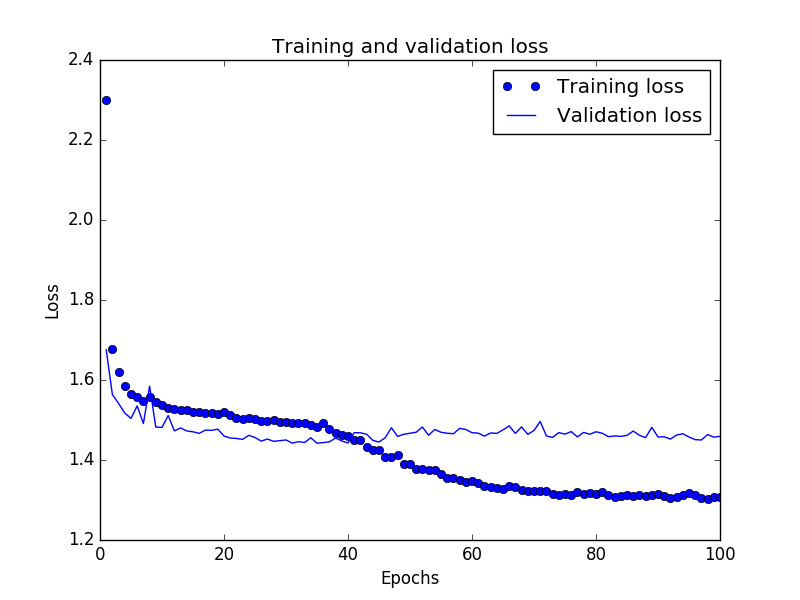 Training and validation loss
Training loss
Validation loss
Loss
2.4
2.2
2.0
1.8
1.6
1.4
1.2
0 20 40 60 80 100
Epochs